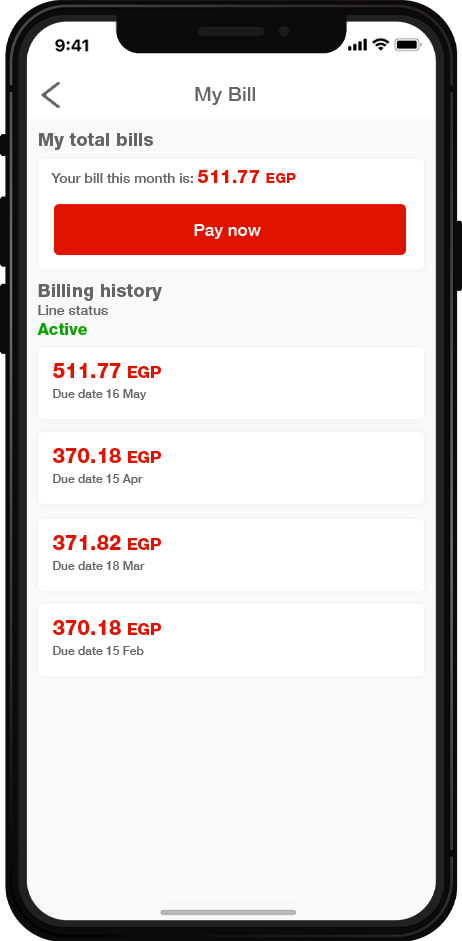 9:41
My Bill
My total bills
Your bill this month is: 511.77 EGP
Pay now
Billing history
Line status
Active
511.77 EGP
Due date 16 May
370.18 EGP
Due date 15 Apr
371.82 EGP
Due date 18 Mar
370.18 EGP
Due date 15 Feb